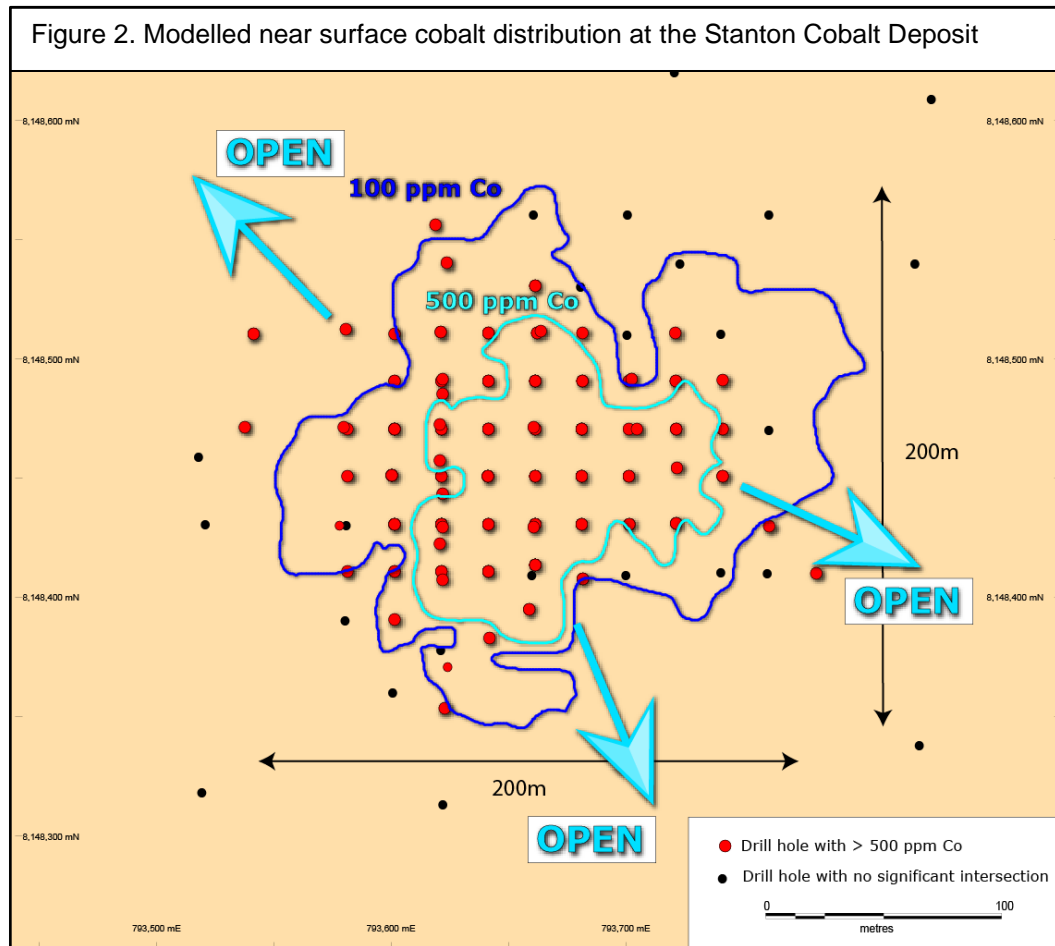 Figure 2. Modelled near surface cobalt distribution at the Stanton Cobalt Deposit
8,148,600 mN
8,148,600 mN
OPEN
100 ppm Co
500 ppm Co
8,148,500 mN
8,148,500 mN
200m
8,148,400 mN
OPEN
8,148,400 mN
200m
OPEN
8,148,300 mN
Drill hole with > 500 ppm Co
Drill hole with no significant intersection
0
100
metres
793,500 mE
793,600 mE
793,700 mE